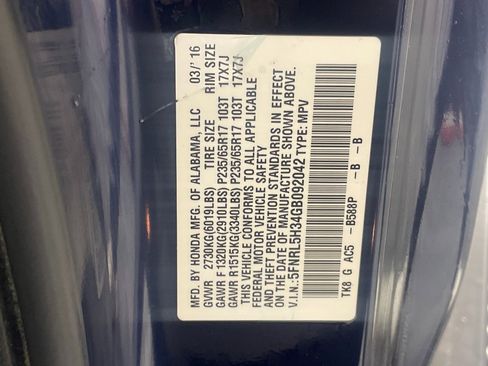 MFD. BY HONDA MFG. OF ALABAMA, LLC 03/'16
GVWR 2730KG(6019LBS) TIRE SIZE RIM SIZE
GAWR F 1320KG(2910LBS) P235/65R17 103T 17X7J
GAWR R1515KG(3340LBS) P235/65R17 103T 17X7J
THIS VEHICLE CONFORMS TO ALL APPLICABLE
FEDERAL MOTOR VEHICLE SAFETY
AND THEFT PREVENTION STANDARDS IN EFFECT
ON THE DATE OF MANUFACTURE SHOWN ABOVE.
V.I.N.:5FNRL5H34GB092042 TYPE: MPV
TK8 G AC5 -B588P -B -B